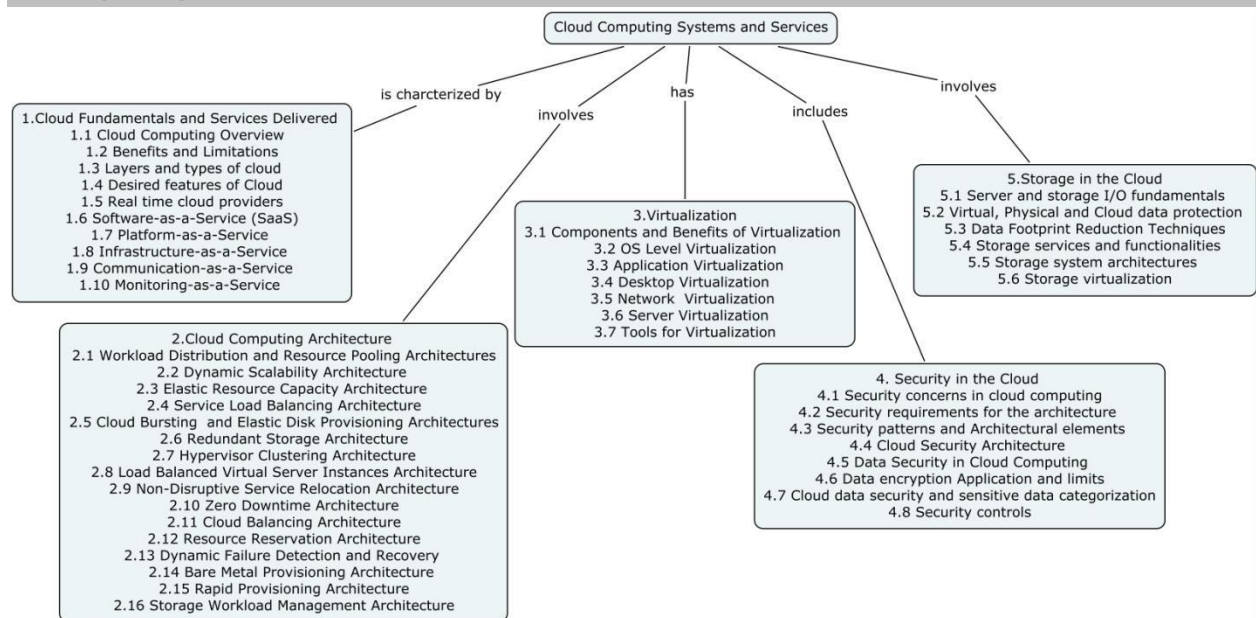 Cloud Computing Systems and Services
is charcterized by
involves
has
includes
involves
1.Cloud Fundamentals and Services Delivered
1.1 Cloud Computing Overview
1.2 Benefits and Limitations
1.3 Layers and types of cloud
1.4 Desired features of Cloud
1.5 Real time cloud providers
1.6 Software-as-a-Service (SaaS)
1.7 Platform-as-a-Service
1.8 Infrastructure-as-a-Service
1.9 Communication-as-a-Service
1.10 Monitoring-as-a-Service
2.Cloud Computing Architecture
2.1 Workload Distribution and Resource Pooling Architectures
2.2 Dynamic Scalability Architecture
2.3 Elastic Resource Capacity Architecture
2.4 Service Load Balancing Architecture
2.5 Cloud Bursting and Elastic Disk Provisioning Architectures
2.6 Redundant Storage Architecture
2.7 Hypervisor Clustering Architecture
2.8 Load Balanced Virtual Server Instances Architecture
2.9 Non-Disruptive Service Relocation Architecture
2.10 Zero Downtime Architecture
2.11 Cloud Balancing Architecture
2.12 Resource Reservation Architecture
2.13 Dynamic Failure Detection and Recovery
2.14 Bare Metal Provisioning Architecture
2.15 Rapid Provisioning Architecture
2.16 Storage Workload Management Architecture
3.Virtualization
3.1 Components and Benefits of Virtualization
3.2 OS Level Virtualization
3.3 Application Virtualization
3.4 Desktop Virtualization
3.5 Network Virtualization
3.6 Server Virtualization
3.7 Tools for Virtualization
4. Security in the Cloud
4.1 Security concerns in cloud computing
4.2 Security requirements for the architecture
4.3 Security patterns and Architectural elements
4.4 Cloud Security Architecture
4.5 Data Security in Cloud Computing
4.6 Data encryption Application and limits
4.7 Cloud data security and sensitive data categorization
4.8 Security controls
5.Storage in the Cloud
5.1 Server and storage I/O fundamentals
5.2 Virtual, Physical and Cloud data protection
5.3 Data Footprint Reduction Techniques
5.4 Storage services and functionalities
5.5 Storage system architectures
5.6 Storage virtualization